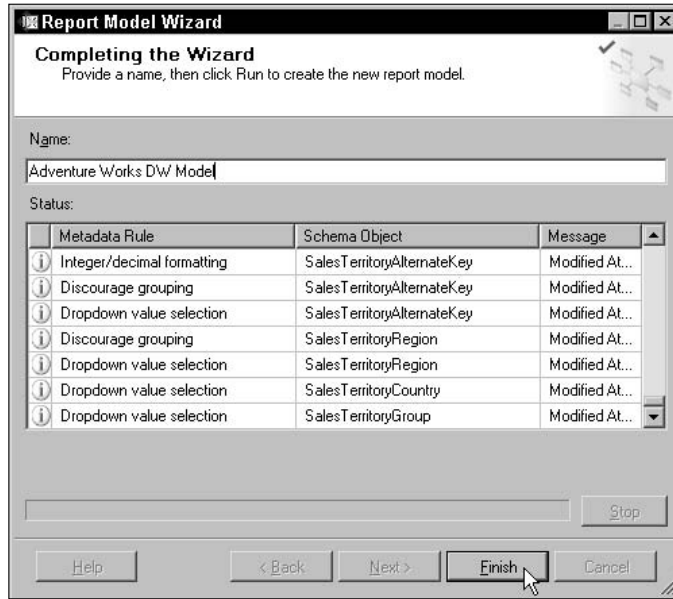 Report Model Wizard
Completing the Wizard
Provide a name, then click Run to create the new report model.
Name:
Adventure Works DW Model
Status:
Metadata Rule Schema Object Message
Integer/decimal formatting SalesTerritoryAlternateKey Modified At...
Discourage grouping SalesTerritoryAlternateKey Modified At...
Dropdown value selection SalesTerritoryAlternateKey Modified At...
Discourage grouping SalesTerritoryRegion Modified At...
Dropdown value selection SalesTerritoryRegion Modified At...
Dropdown value selection SalesTerritoryCountry Modified At...
Dropdown value selection SalesTerritoryGroup Modified At...
Stop
Help < Back Next > Finish Cancel